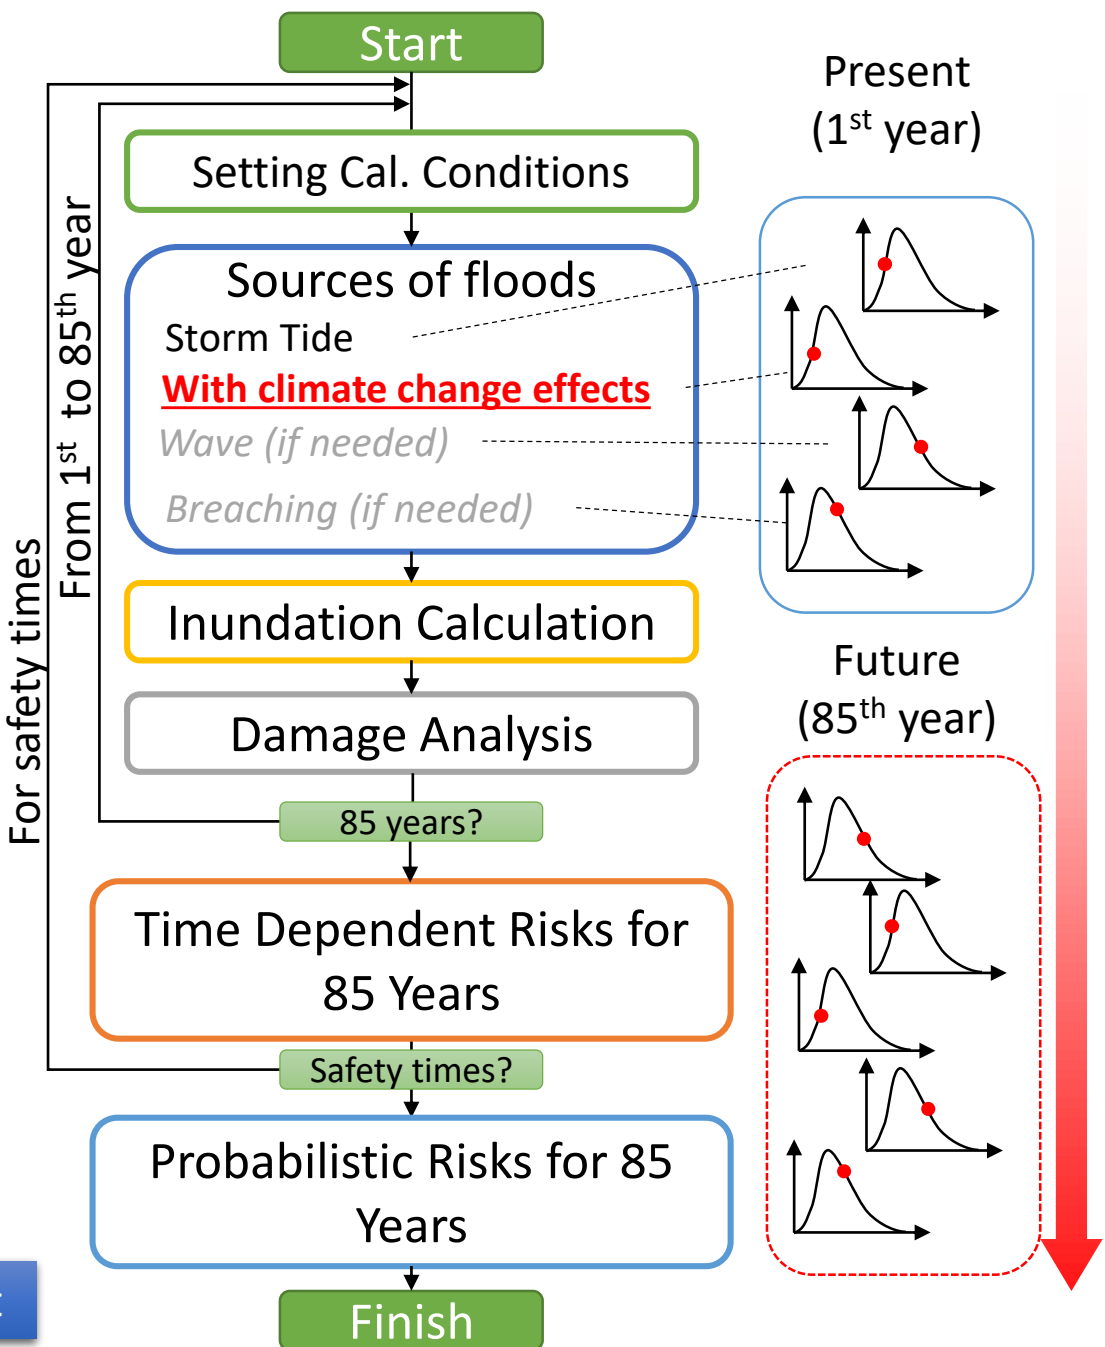 Start
Setting Cal. Conditions
Sources of floods
Storm Tide
With climate change effects
Wave (if needed)
Breaching (if needed)
Inundation Calculation
Damage Analysis
85 years?
Time Dependent Risks for
85 Years
Safety times?
Probabilistic Risks for 85
Years
Finish
From 1st to 85th year
For safety times
Present
(1st year)
Future
(85th year)